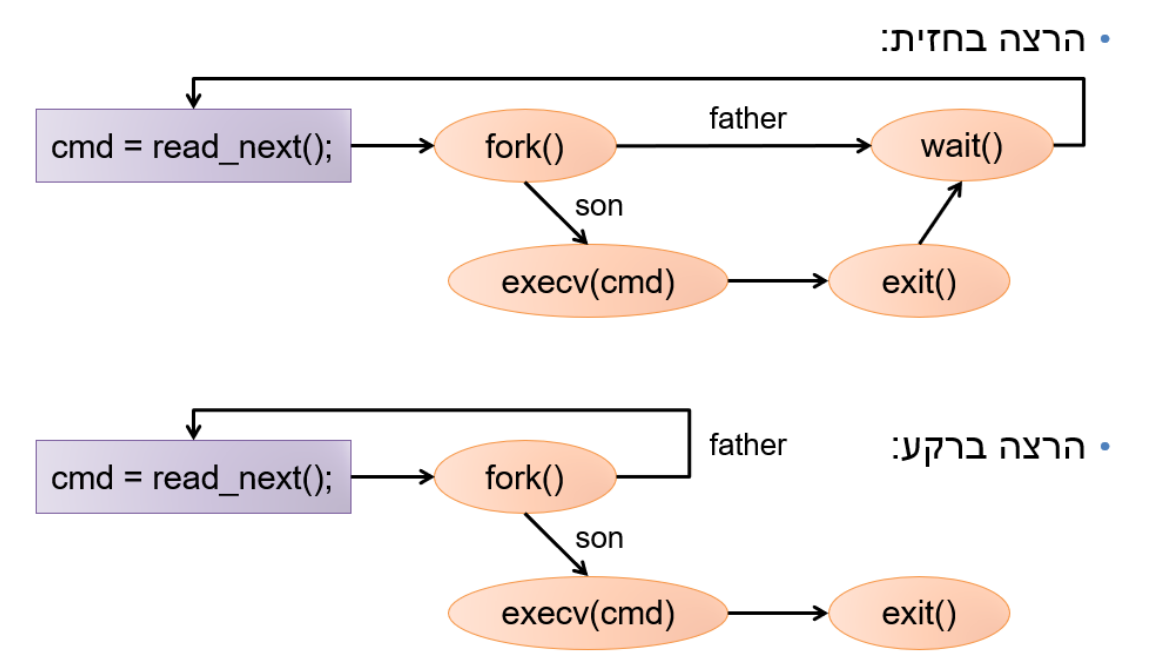 • הרצה בחזית:
cmd = read_next();
fork()
father
wait()
son
execv(cmd)
exit()
• הרצה ברקע:
cmd = read_next();
fork()
father
son
execv(cmd)
exit()